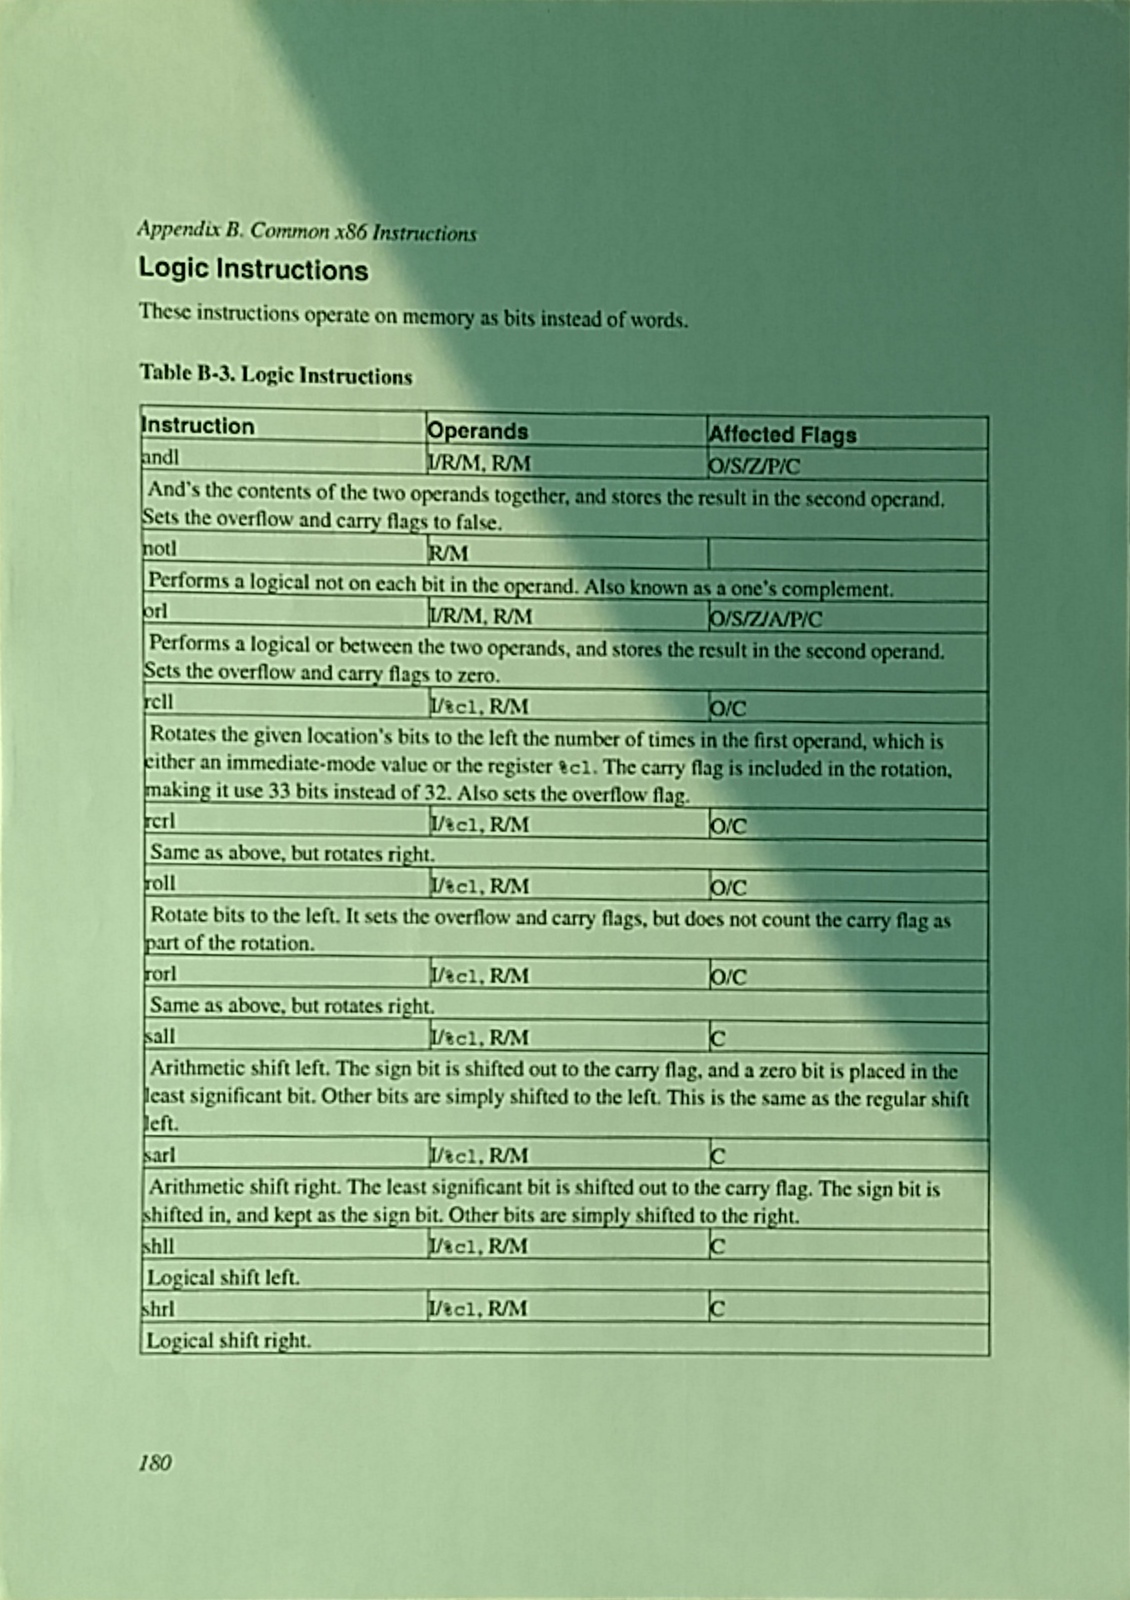 Appendix B. Common x86 Instructions
Logic Instructions
These instructions operate on memory as bits instead of words.
Table B-3. Logic Instructions
Instruction Operands Affected Flags
andl I/R/M, R/M O/S/Z/P/C
And's the contents of the two operands together, and stores the result in the second operand.
Sets the overflow and carry flags to false.
notl R/M
Performs a logical not on each bit in the operand. Also known as a one's complement.
orl I/R/M, R/M O/S/Z/A/P/C
Performs a logical or between the two operands, and stores the result in the second operand.
Sets the overflow and carry flags to zero.
rcll I/%cl, R/M O/C
Rotates the given location's bits to the left the number of times in the first operand, which is
either an immediate-mode value or the register %cl. The carry flag is included in the rotation,
making it use 33 bits instead of 32. Also sets the overflow flag.
rcrl I/%cl, R/M O/C
Same as above, but rotates right.
roll I/%cl, R/M O/C
Rotate bits to the left. It sets the overflow and carry flags, but does not count the carry flag as
part of the rotation.
rorl I/%cl, R/M O/C
Same as above, but rotates right.
sall I/%cl, R/M C
Arithmetic shift left. The sign bit is shifted out to the carry flag, and a zero bit is placed in the
least significant bit. Other bits are simply shifted to the left. This is the same as the regular shift
left.
sarl I/%cl, R/M C
Arithmetic shift right. The least significant bit is shifted out to the carry flag. The sign bit is
shifted in, and kept as the sign bit. Other bits are simply shifted to the right.
shll I/%cl, R/M C
Logical shift left.
shrl I/%cl, R/M C
Logical shift right.
180